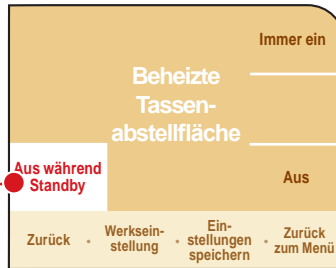 Immer ein
Beheizte
Tassen-
abstellfläche
Aus während
Standby
Aus
Zurück • Werksein-
stellung • Ein-
stellungen
speichern • Zurück
zum Menü